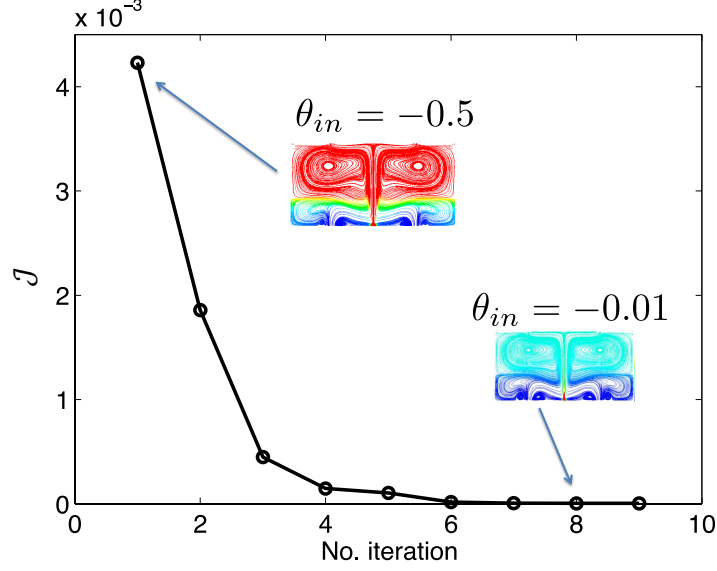 x 10⁻³
4
3
2
1
0
𝒥
θ_in = −0.5
θ_in = −0.01
0 2 4 6 8 10
No. iteration